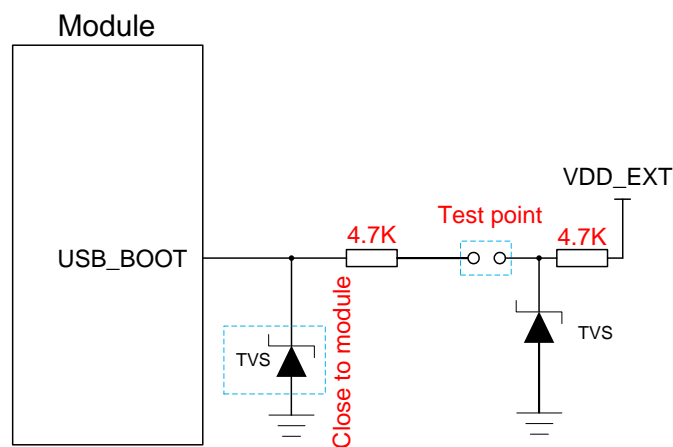 Module
VDD_EXT
Test point
4.7K
4.7K
USB_BOOT
TVS
Close to module
TVS